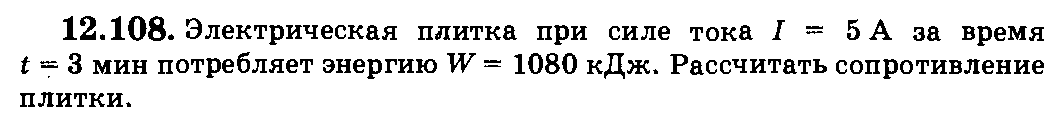 12.108. Электрическая плитка при силе тока I = 5 А за время
t = 3 мин потребляет энергию W = 1080 кДж. Рассчитать сопротивление
плитки.